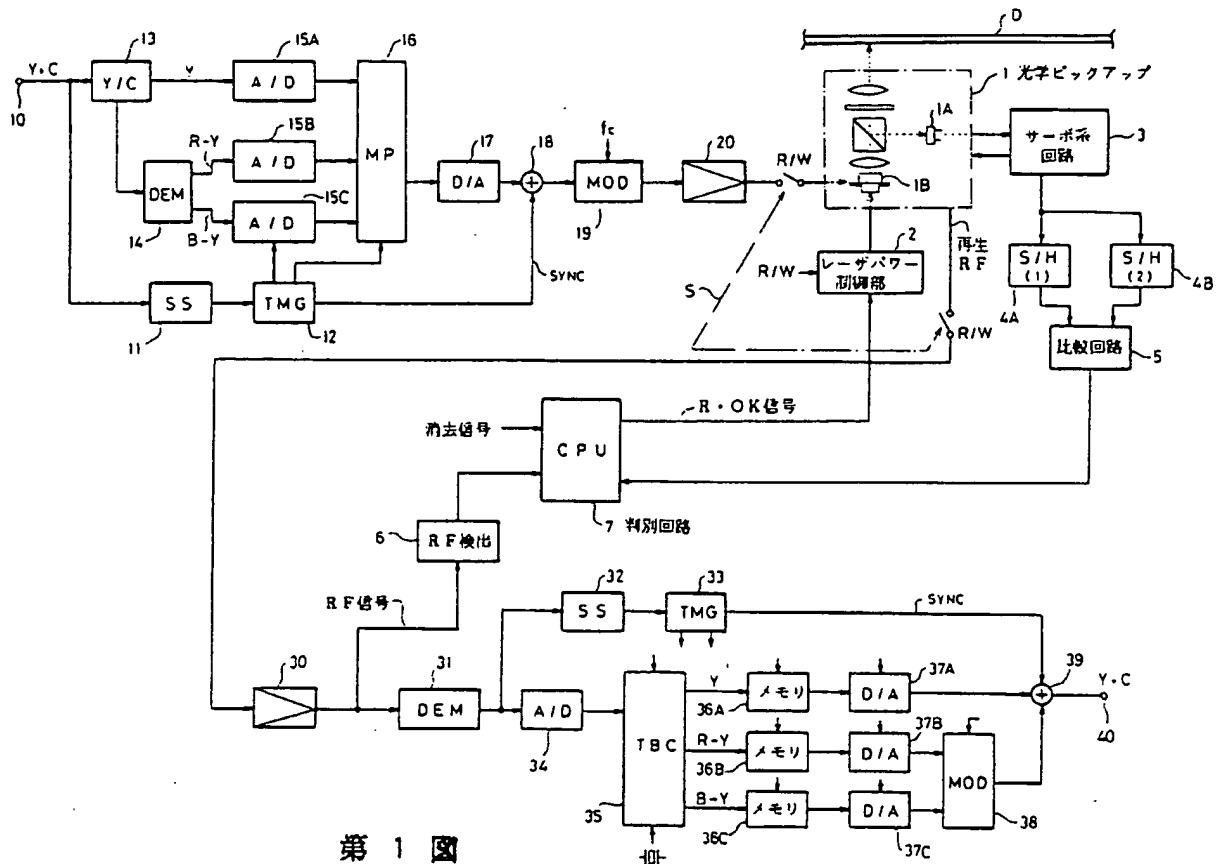 D
13
15A
16
Y+C
10
Y/C
Y
A/D
1 光学ピックアップ
1A
15B
R-Y
A/D
MP
17
18
fc
20
サーボ系
回路
3
DEM
14
B-Y
15C
A/D
D/A
MOD
19
R/W
1B
SS
11
TMG
12
SYNC
S
R/W
2
レーザパワー
制御部
再生
RF
R/W
S/H
(1)
4A
S/H
(2)
4B
比較回路
5
R・OK信号
消去信号
CPU
7 判別回路
6
RF検出
RF信号
32
SS
33
TMG
SYNC
30
31
DEM
A/D
34
TBC
35
Y
R-Y
B-Y
メモリ
36A
メモリ
36B
メモリ
36C
37A
D/A
37B
D/A
D/A
37C
MOD
38
39
Y+C
40
第1図